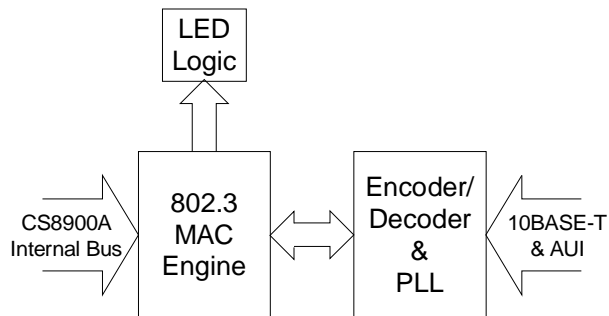 LED
Logic
CS8900A
Internal Bus
802.3
MAC
Engine
Encoder/
Decoder
&
PLL
10BASE-T
& AUI